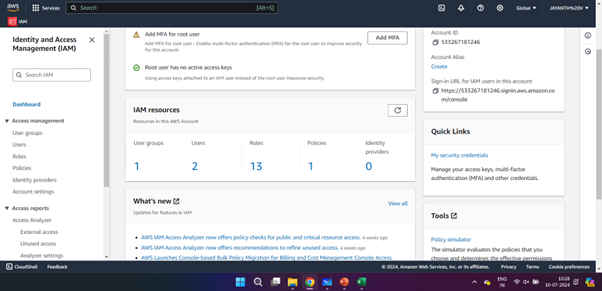 aws
Services
Search
[Alt+S]
Global
JAYANTH%20V
IAM
Identity and Access
Management (IAM)
Search IAM
Dashboard
Access management
User groups
Users
Roles
Policies
Identity providers
Account settings
Access reports
Access Analyzer
External access
Unused access
Analyzer settings
Add MFA for root user
Add MFA for root user - Enable multi-factor authentication (MFA) for the root user to improve security
for this account.
Add MFA
Root user has no active access keys
Using access keys attached to an IAM user instead of the root user improves security.
IAM resources
Resources in this AWS Account
User groups
1
Users
2
Roles
13
Policies
1
Identity
providers
0
What's new
Updates for features in IAM
View all
AWS IAM Access Analyzer now offers policy checks for public and critical resource access. 4 weeks ago
AWS IAM Access Analyzer now offers recommendations to refine unused access. 4 weeks ago
AWS Launches Console-based Bulk Policy Migration for Billing and Cost Management Console Access.
Account ID
533267181246
Account Alias
Create
Sign-in URL for IAM users in this account
https://533267181246.signin.aws.amazon.co
m/console
Quick Links
My security credentials
Manage your access keys, multi-factor
authentication (MFA) and other credentials.
Tools
Policy simulator
The simulator evaluates the policies that you
choose and determines the effective permissions
CloudShell
Feedback
© 2024, Amazon Web Services, Inc. or its affiliates.
Privacy
Terms
Cookie preferences
ENG
IN
10:28
10-07-2024